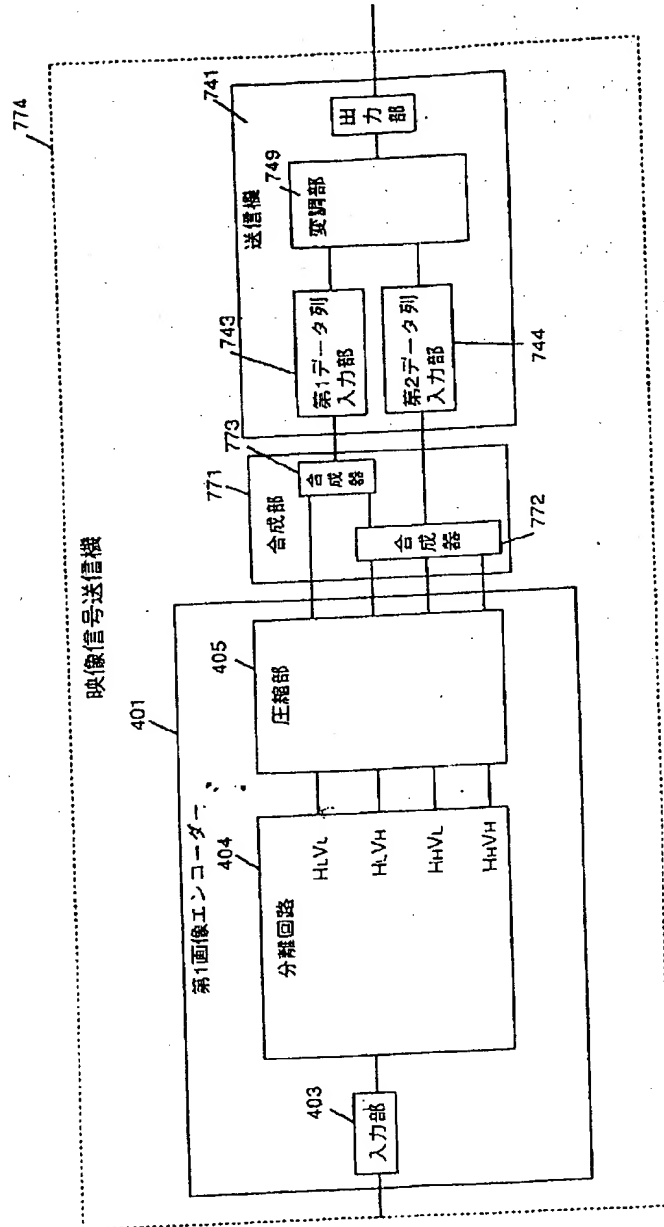 774
映像信号送信機
401
第1画像エンコーダー
403
入力部
404
分離回路
HLVL
HLVH
HHVL
HHVH
405
圧縮部
771
合成部
773
合成器
合成器
772
741
送信機
743
第1データ列
入力部
第2データ列
入力部
744
749
変調部
出力部